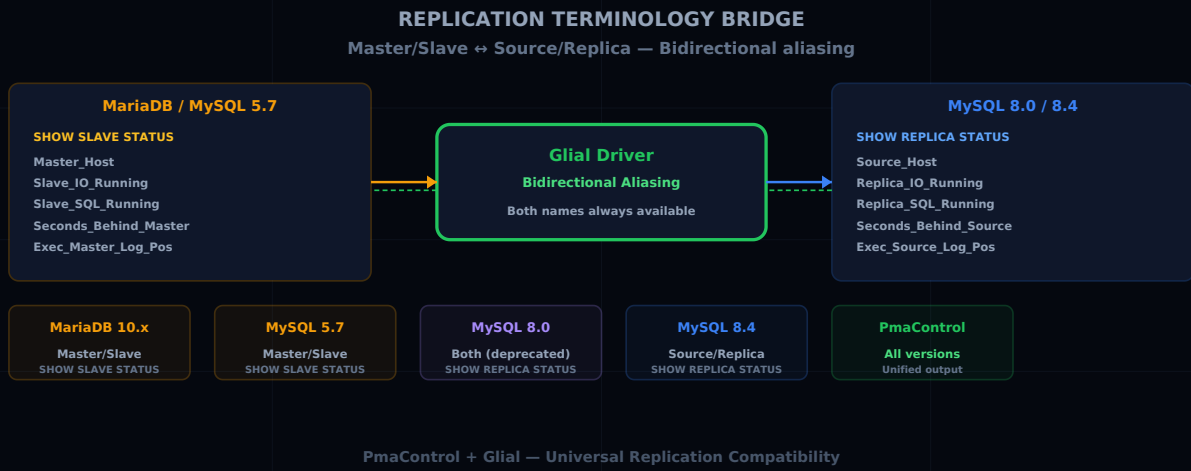 REPLICATION TERMINOLOGY BRIDGE
Master/Slave ↔ Source/Replica — Bidirectional aliasing
MariaDB / MySQL 5.7
SHOW SLAVE STATUS
Master_Host
Slave_IO_Running
Slave_SQL_Running
Seconds_Behind_Master
Exec_Master_Log_Pos
Glial Driver
Bidirectional Aliasing
Both names always available
MySQL 8.0 / 8.4
SHOW REPLICA STATUS
Source_Host
Replica_IO_Running
Replica_SQL_Running
Seconds_Behind_Source
Exec_Source_Log_Pos
MariaDB 10.x
Master/Slave
SHOW SLAVE STATUS
MySQL 5.7
Master/Slave
SHOW SLAVE STATUS
MySQL 8.0
Both (deprecated)
SHOW REPLICA STATUS
MySQL 8.4
Source/Replica
SHOW REPLICA STATUS
PmaControl
All versions
Unified output
PmaControl + Glial — Universal Replication Compatibility